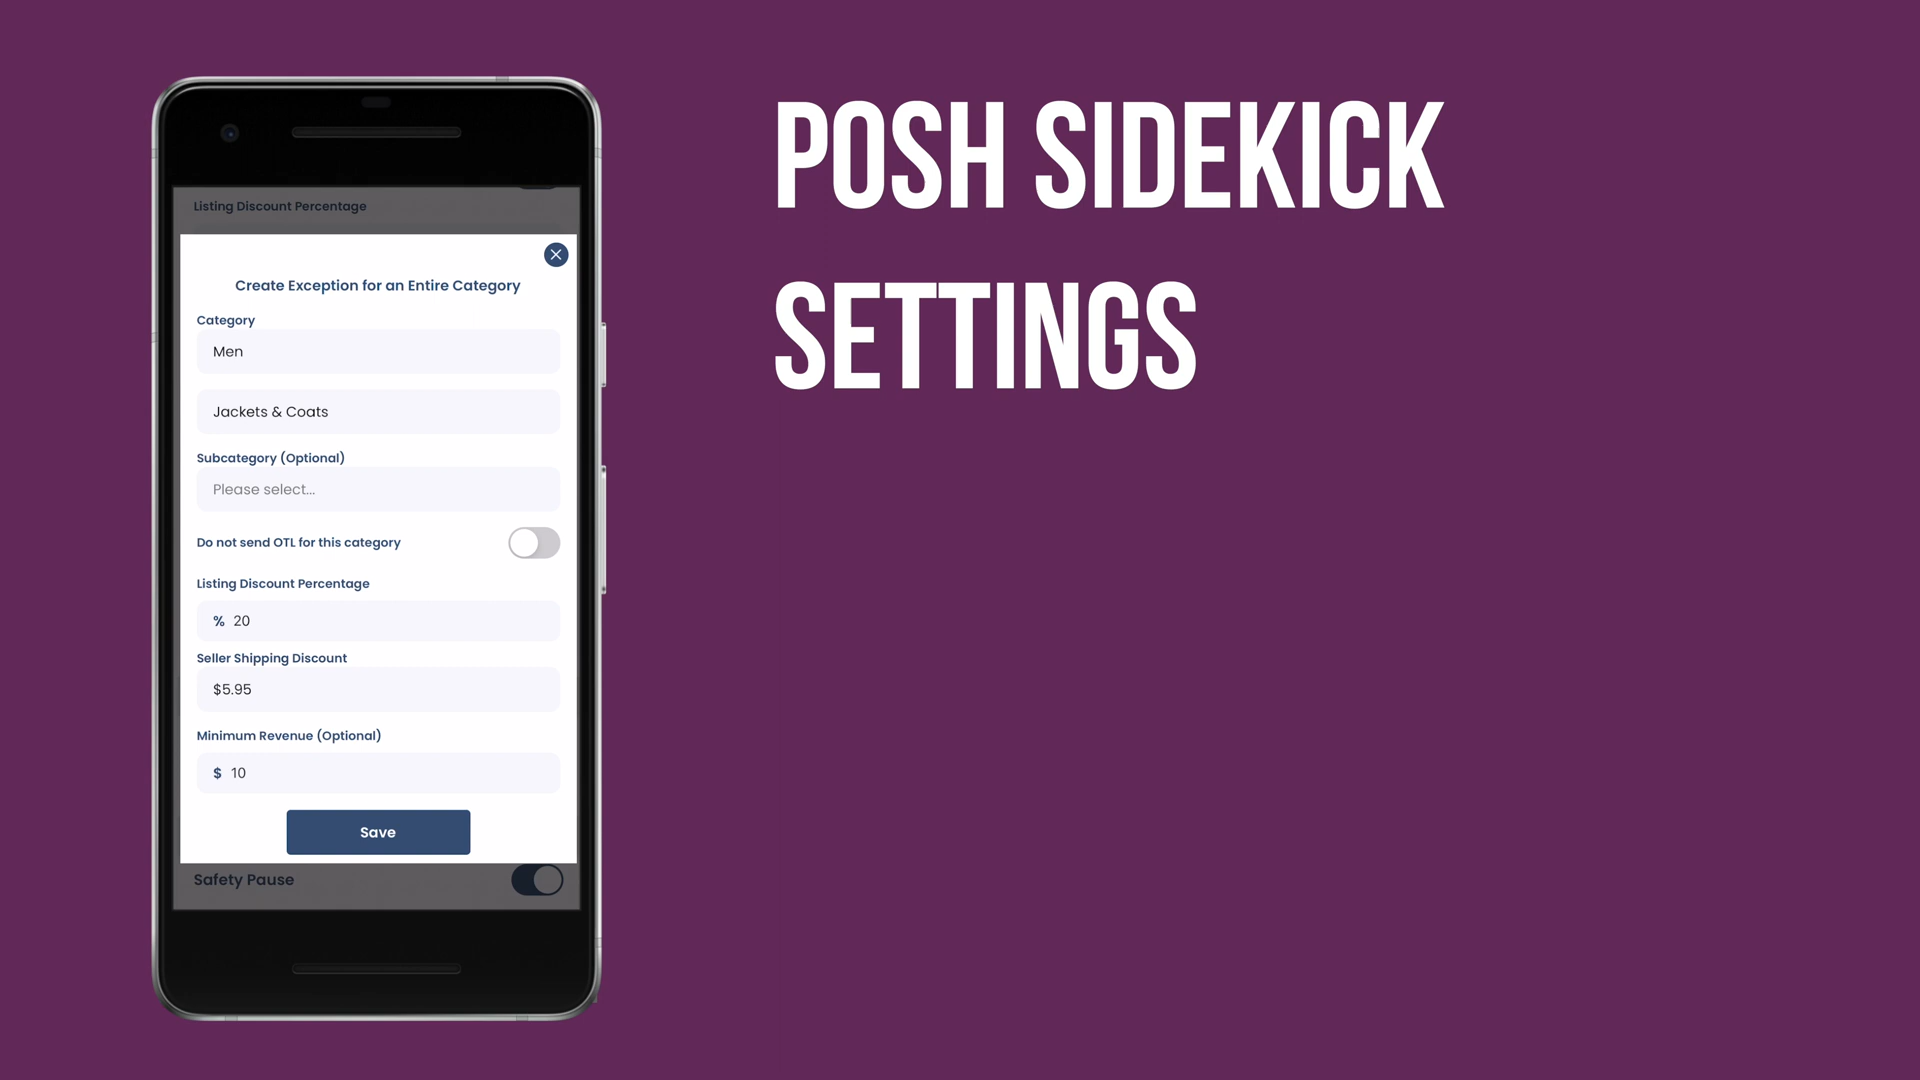 POSH SIDEKICK
SETTINGS
Listing Discount Percentage
Create Exception for an Entire Category
Category
Men
Jackets & Coats
Subcategory (Optional)
Please select...
Do not send OTL for this category
Listing Discount Percentage
% 20
Seller Shipping Discount
$5.95
Minimum Revenue (Optional)
$ 10
Save
Safety Pause